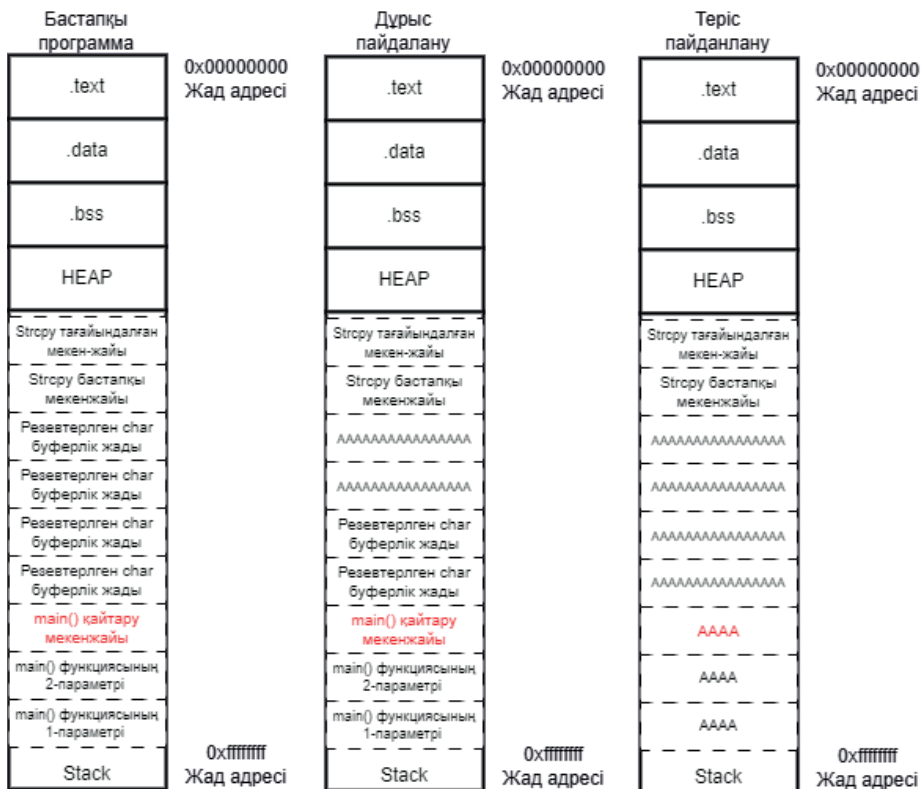 Бастапқы
программа
0x00000000
Жад адресі
.text
.data
.bss
HEAP
Strcpy тағайындалған
мекен-жайы
Strcpy бастапқы
мекенжайы
Резевтерлген char
буферлік жады
Резевтерлген char
буферлік жады
Резевтерлген char
буферлік жады
Резевтерлген char
буферлік жады
main() қайтару
мекенжайы
main() функциясының
2-параметрі
main() функциясының
1-параметрі
Stack
0xffffffff
Жад адресі
Дұрыс
пайдалану
0x00000000
Жад адресі
.text
.data
.bss
HEAP
Strcpy тағайындалған
мекен-жайы
Strcpy бастапқы
мекенжайы
AAAAAAAAAAAAAAAA
AAAAAAAAAAAAAAAA
Резевтерлген char
буферлік жады
Резевтерлген char
буферлік жады
main() қайтару
мекенжайы
main() функциясының
2-параметрі
main() функциясының
1-параметрі
Stack
0xffffffff
Жад адресі
Теріс
пайданлану
0x00000000
Жад адресі
.text
.data
.bss
HEAP
Strcpy тағайындалған
мекен-жайы
Strcpy бастапқы
мекенжайы
AAAAAAAAAAAAAAAA
AAAAAAAAAAAAAAAA
AAAAAAAAAAAAAAAA
AAAAAAAAAAAAAAAA
AAAA
AAAA
AAAA
Stack
0xffffffff
Жад адресі